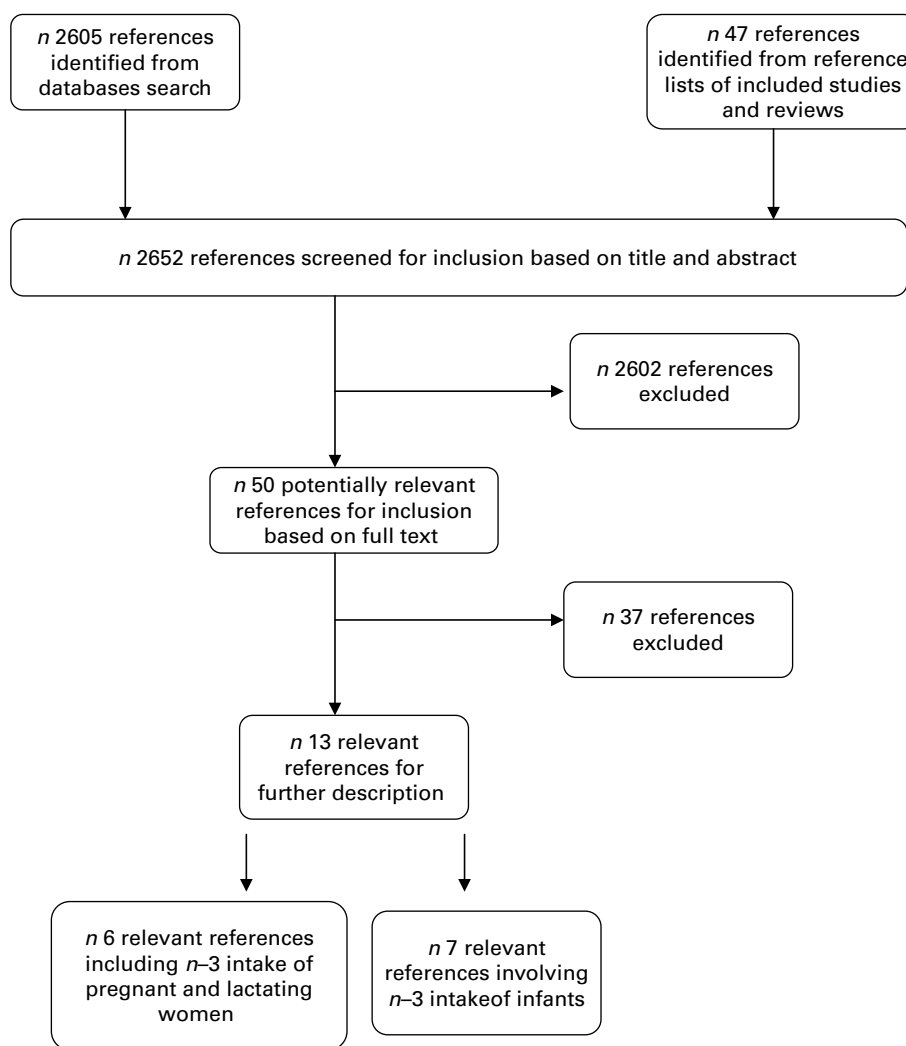 n 2605 references
identified from
databases search
n 47 references
identified from reference
lists of included studies
and reviews
n 2652 references screened for inclusion based on title and abstract
n 2602 references
excluded
n 50 potentially relevant
references for inclusion
based on full text
n 37 references
excluded
n 13 relevant
references for
further description
n 6 relevant references
including n–3 intake of
pregnant and lactating
women
n 7 relevant
references involving
n–3 intakeof infants